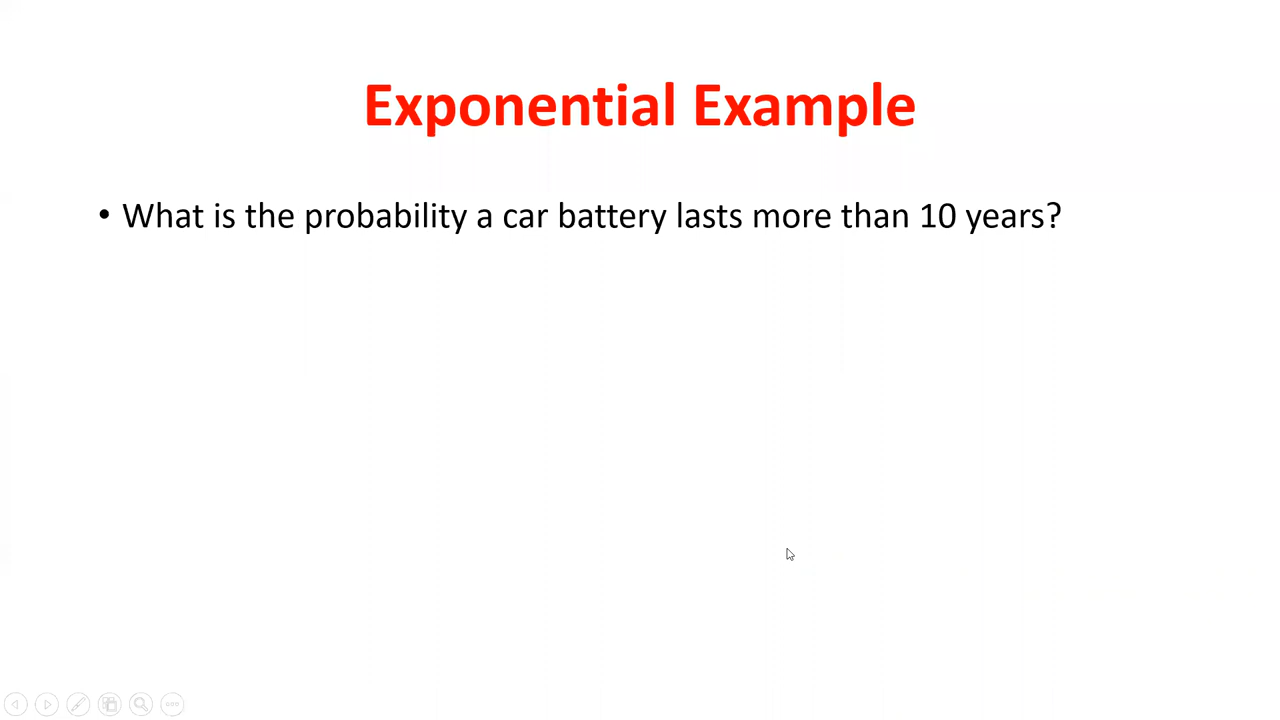 Exponential Example
• What is the probability a car battery lasts more than 10 years?